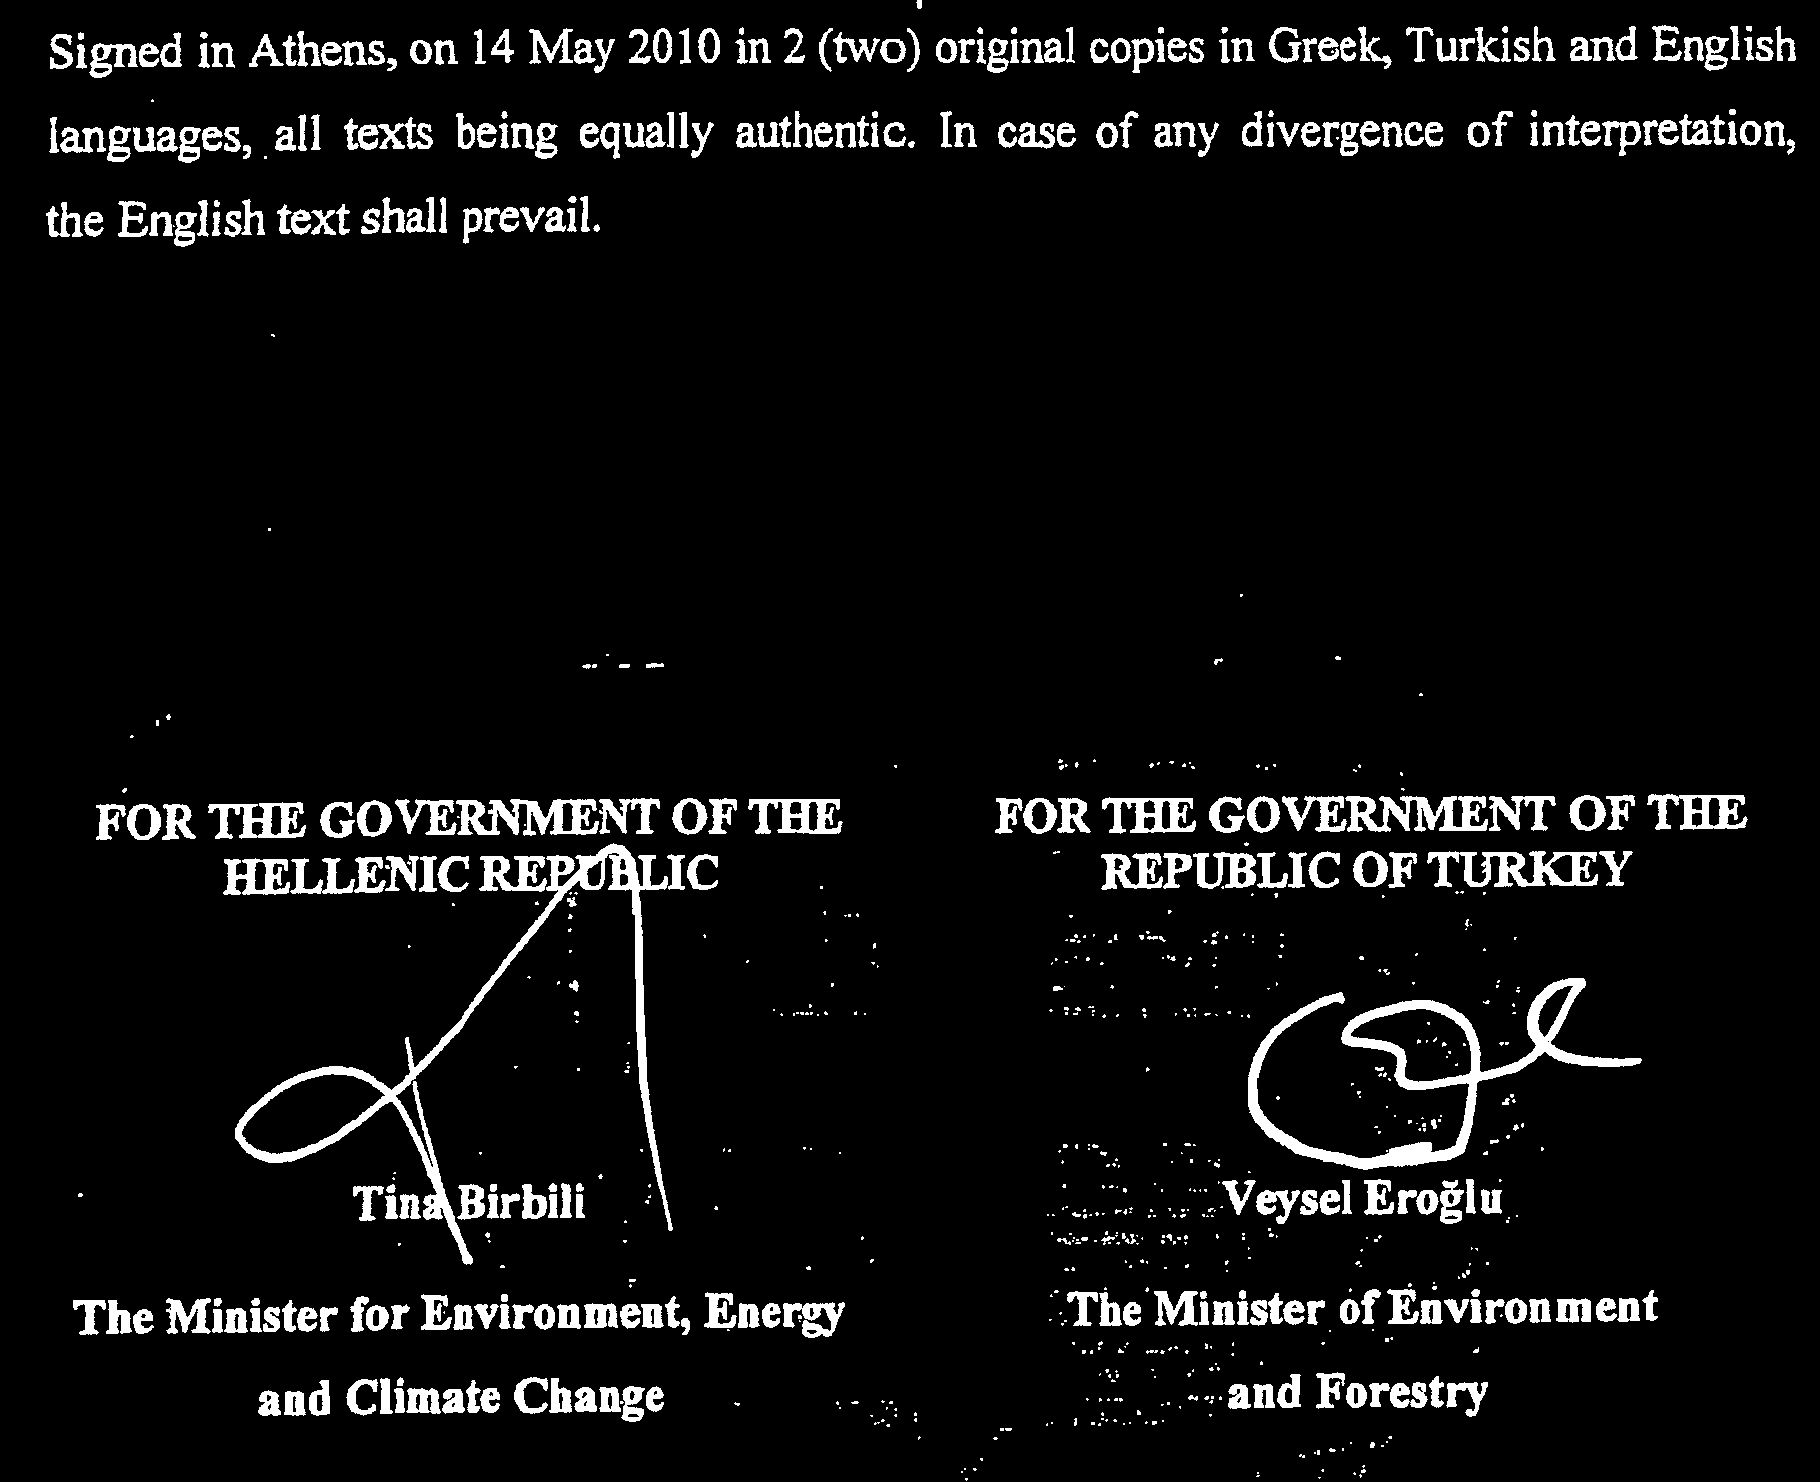 Signed in Athens, on 14 May 2010 in 2 (two) original copies in Greek, Turkish and English
languages, all texts being equally authentic. In case of any divergence of interpretation,
the English text shall prevail.
FOR THE GOVERNMENT OF THE
HELLENIC REPUBLIC
Tina Birbili
The Minister for Environment, Energy
and Climate Change
FOR THE GOVERNMENT OF THE
REPUBLIC OF TURKEY
Veysel Eroğlu
The Minister of Environment
and Forestry